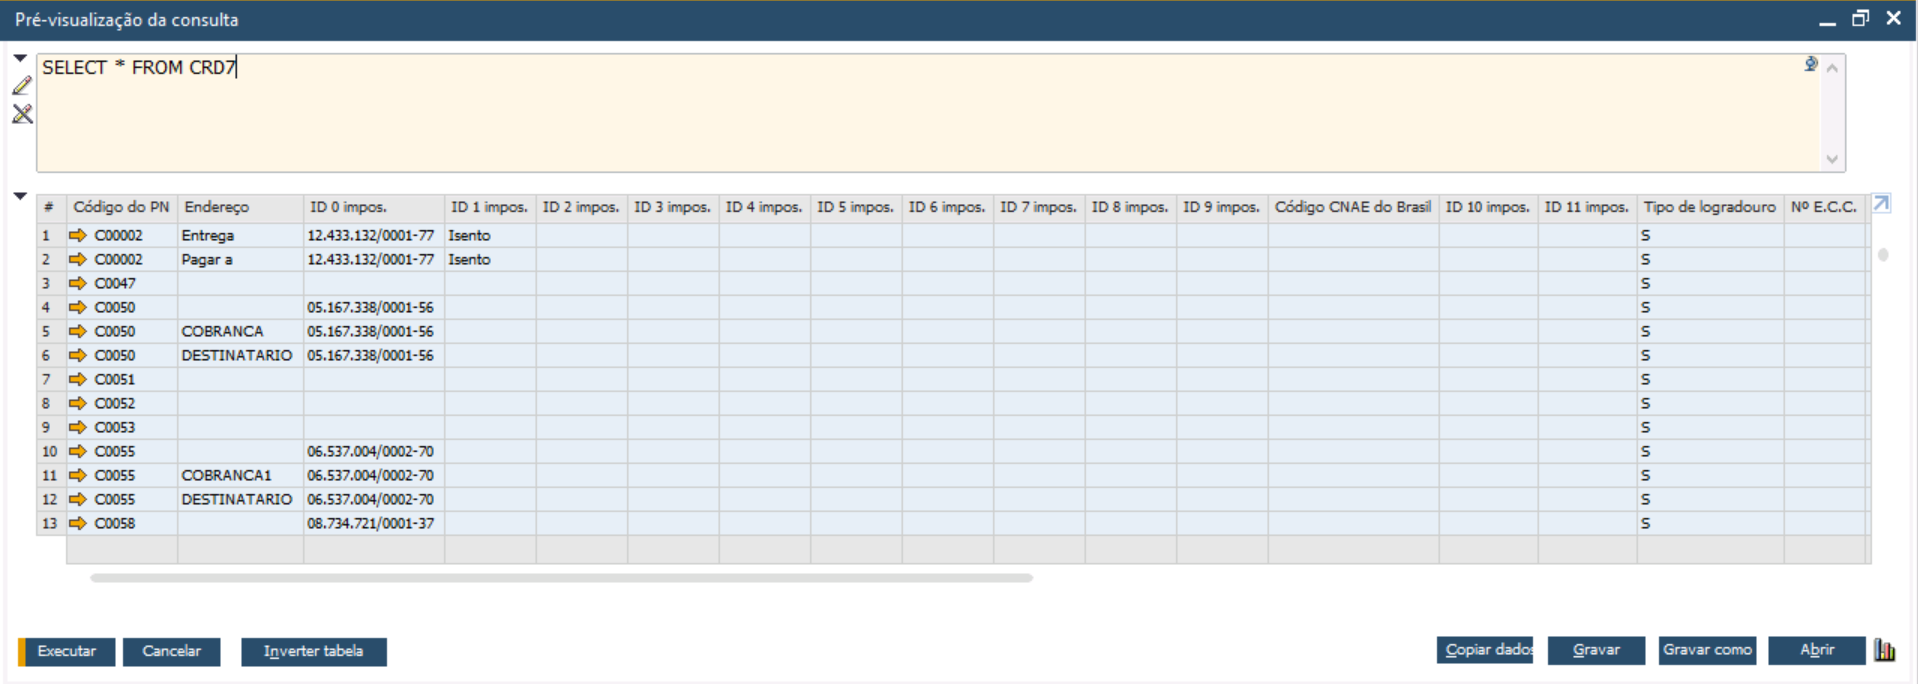 Pré-visualização da consulta
SELECT * FROM CRD7
# Código do PN Endereço ID 0 impos. ID 1 impos. ID 2 impos. ID 3 impos. ID 4 impos. ID 5 impos. ID 6 impos. ID 7 impos. ID 8 impos. ID 9 impos. Código CNAE do Brasil ID 10 impos. ID 11 impos. Tipo de logradouro Nº E.C.C.
1 C00002 Entrega 12.433.132/0001-77 Isento S
2 C00002 Pagar a 12.433.132/0001-77 Isento S
3 C0047 S
4 C0050 05.167.338/0001-56 S
5 C0050 COBRANCA 05.167.338/0001-56 S
6 C0050 DESTINATARIO 05.167.338/0001-56 S
7 C0051 S
8 C0052 S
9 C0053 S
10 C0055 06.537.004/0002-70 S
11 C0055 COBRANCA1 06.537.004/0002-70 S
12 C0055 DESTINATARIO 06.537.004/0002-70 S
13 C0058 08.734.721/0001-37 S
Executar Cancelar Inverter tabela Copiar dados Gravar Gravar como Abrir